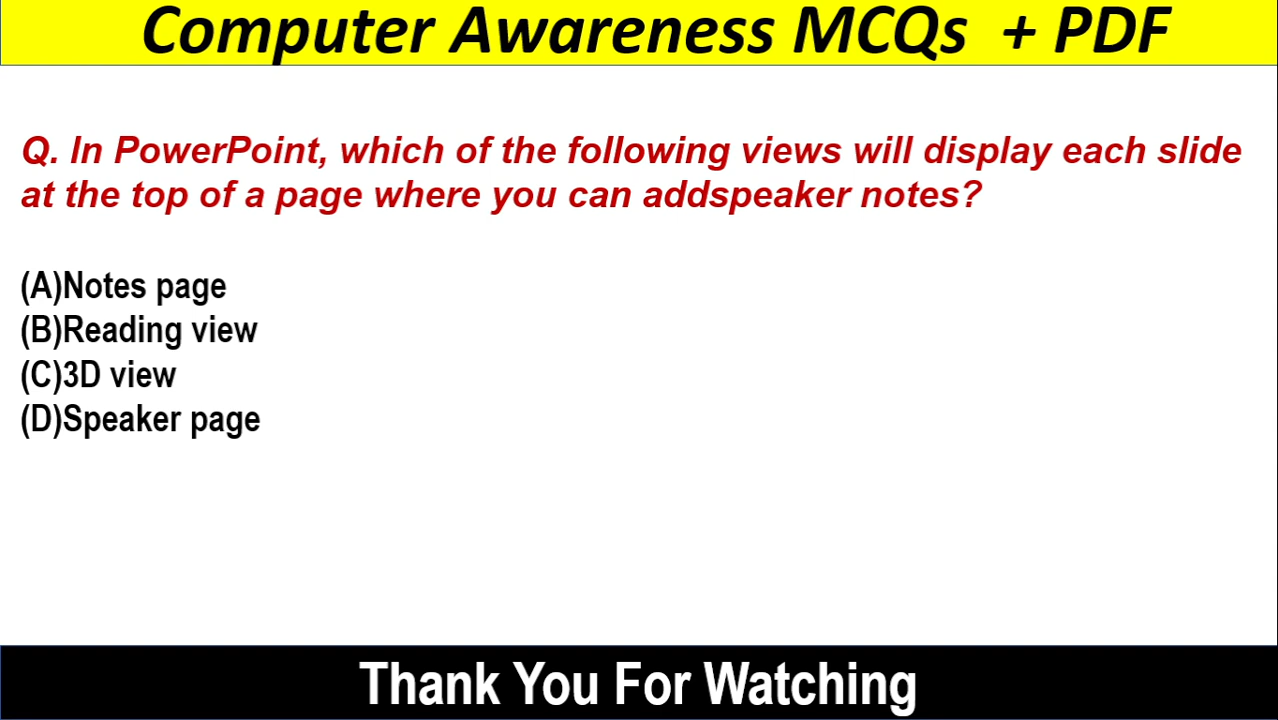 Computer Awareness MCQs + PDF
Q. In PowerPoint, which of the following views will display each slide
at the top of a page where you can addspeaker notes?
(A)Notes page
(B)Reading view
(C)3D view
(D)Speaker page
Thank You For Watching